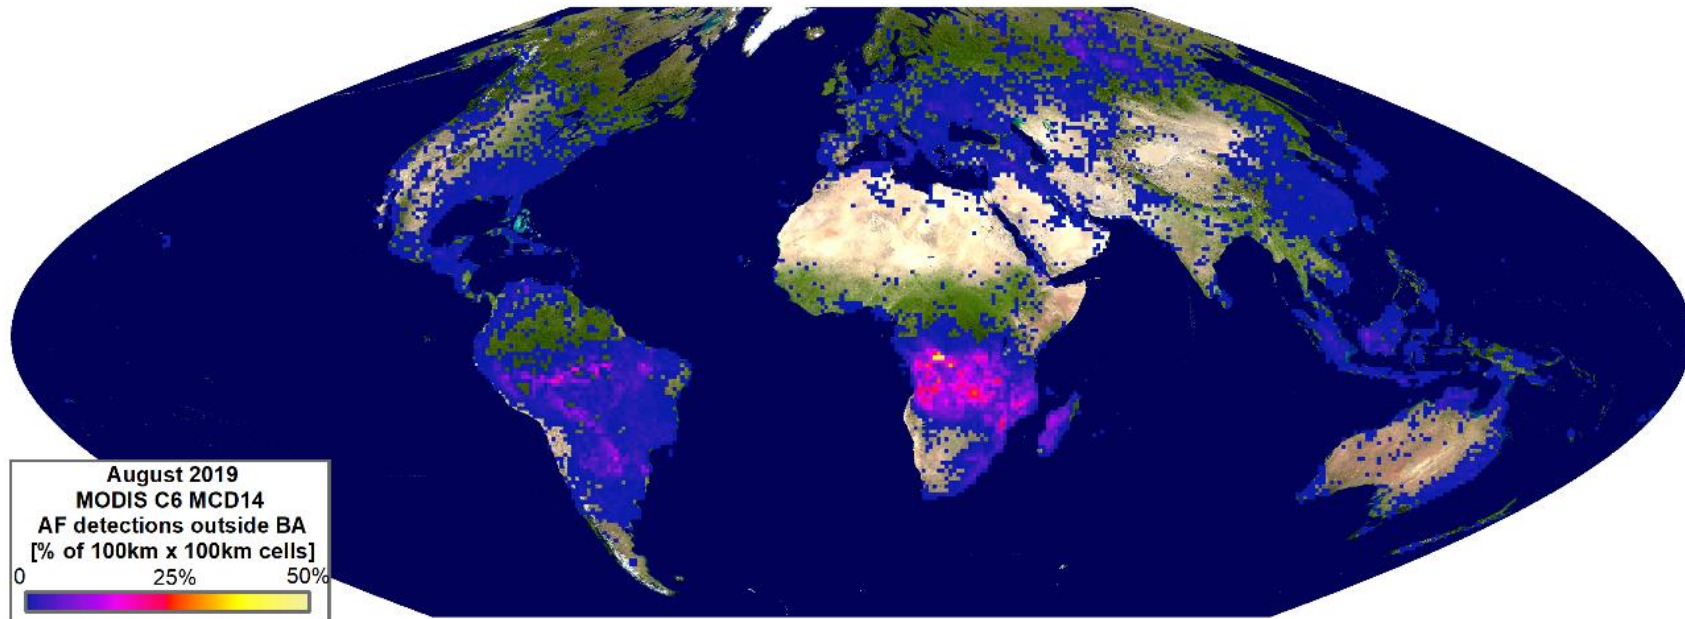 August 2019
MODIS C6 MCD14
AF detections outside BA
[% of 100km x 100km cells]
0 25% 50%